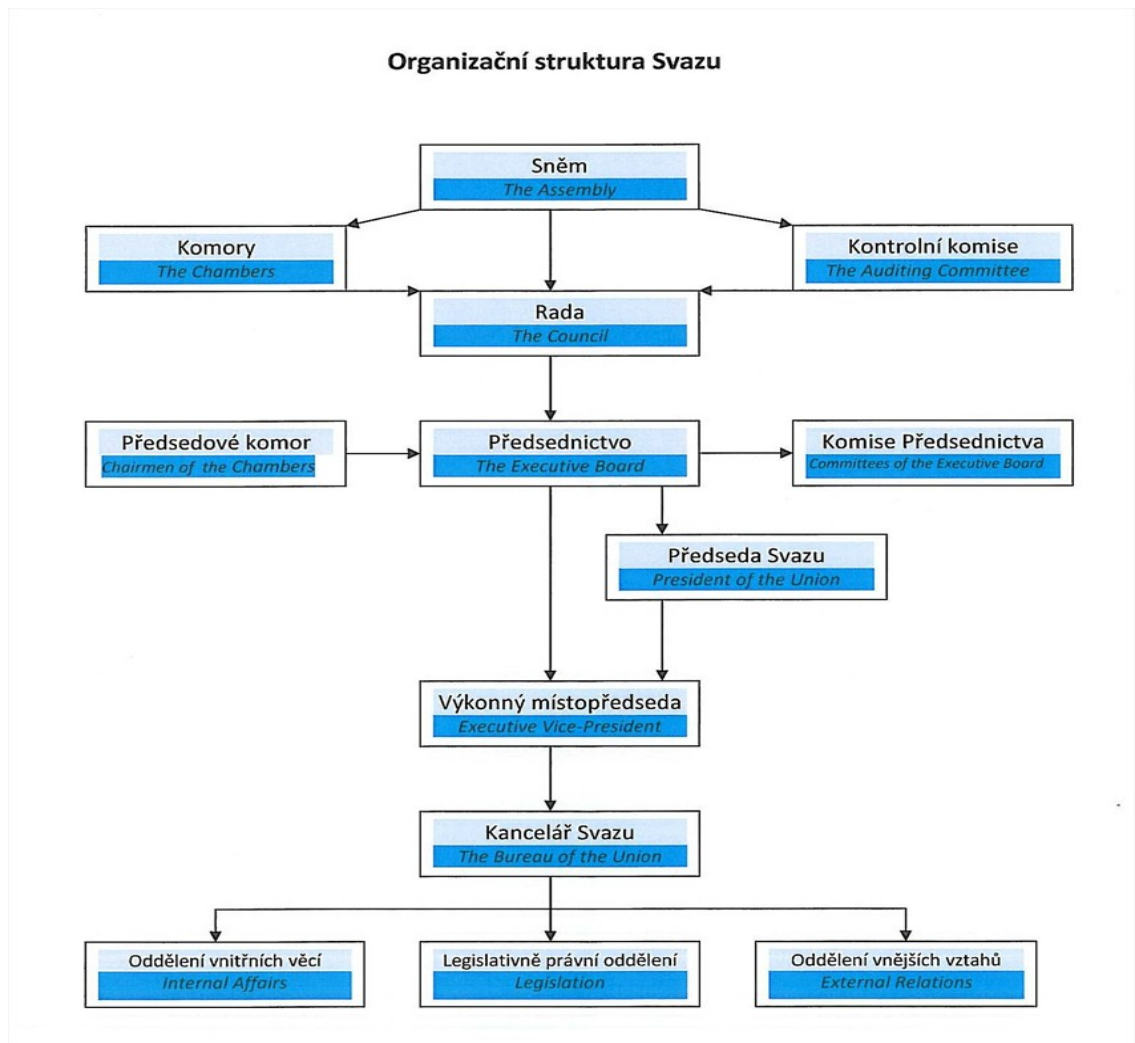 Organizační struktura Svazu
Sněm
The Assembly
Komory
The Chambers
Kontrolní komise
The Auditing Committee
Rada
The Council
Předsedové komor
Chairmen of the Chambers
Předsednictvo
The Executive Board
Komise Předsednictva
Committees of the Executive Board
Předseda Svazu
President of the Union
Výkonný místopředseda
Executive Vice-President
Kancelář Svazu
The Bureau of the Union
Oddělení vnitřních věcí
Internal Affairs
Legislativně právní oddělení
Legislation
Oddělení vnějších vztahů
External Relations